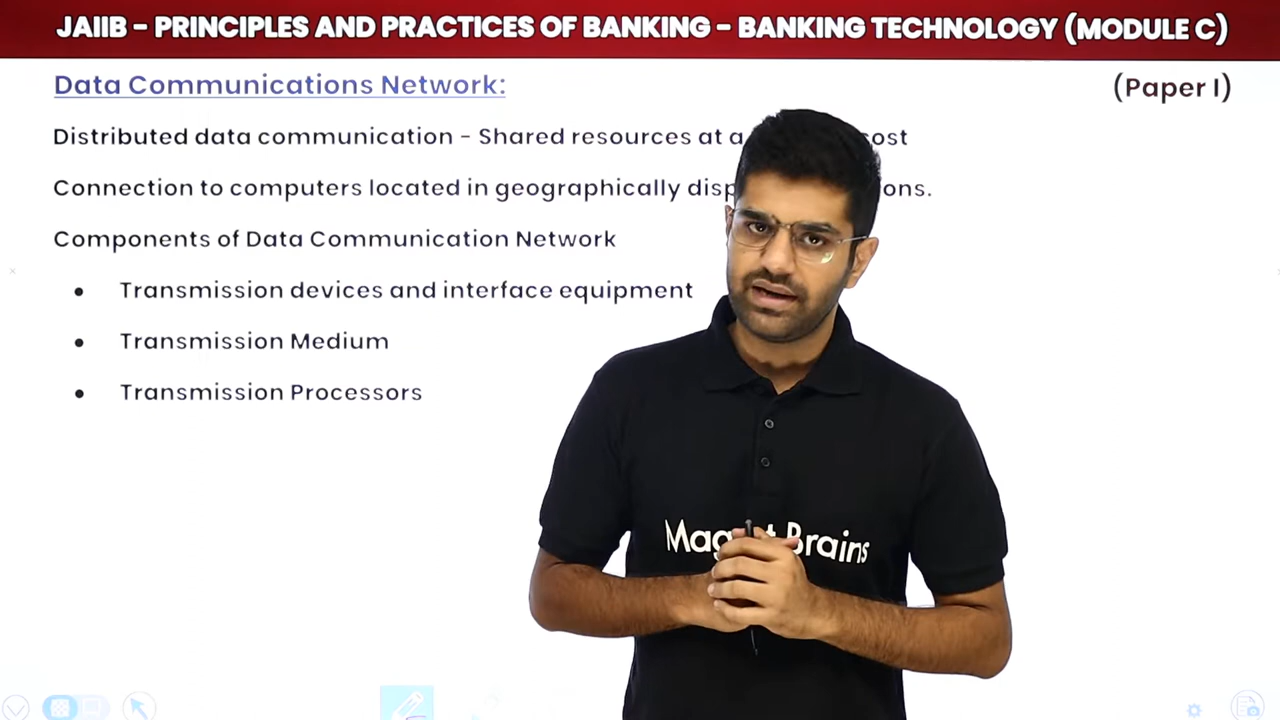 JAIIB - PRINCIPLES AND PRACTICES OF BANKING - BANKING TECHNOLOGY (MODULE C)
Data Communications Network:
(Paper I)
Distributed data communication - Shared resources at a
Connection to computers located in geographically
Components of Data Communication Network
• Transmission devices and interface equipment
• Transmission Medium
• Transmission Processors
Brains